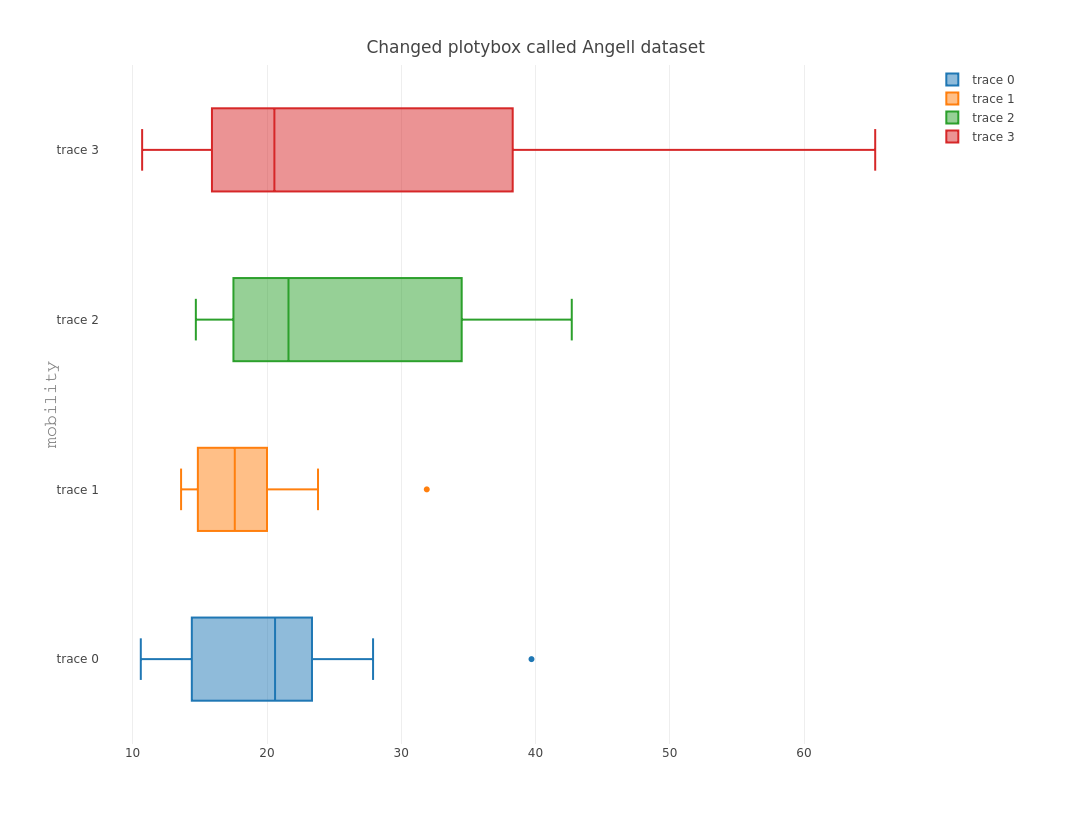 Changed plotybox called Angell dataset
trace 0
trace 1
trace 2
trace 3
trace 3
trace 2
trace 1
trace 0
mobility
10 20 30 40 50 60